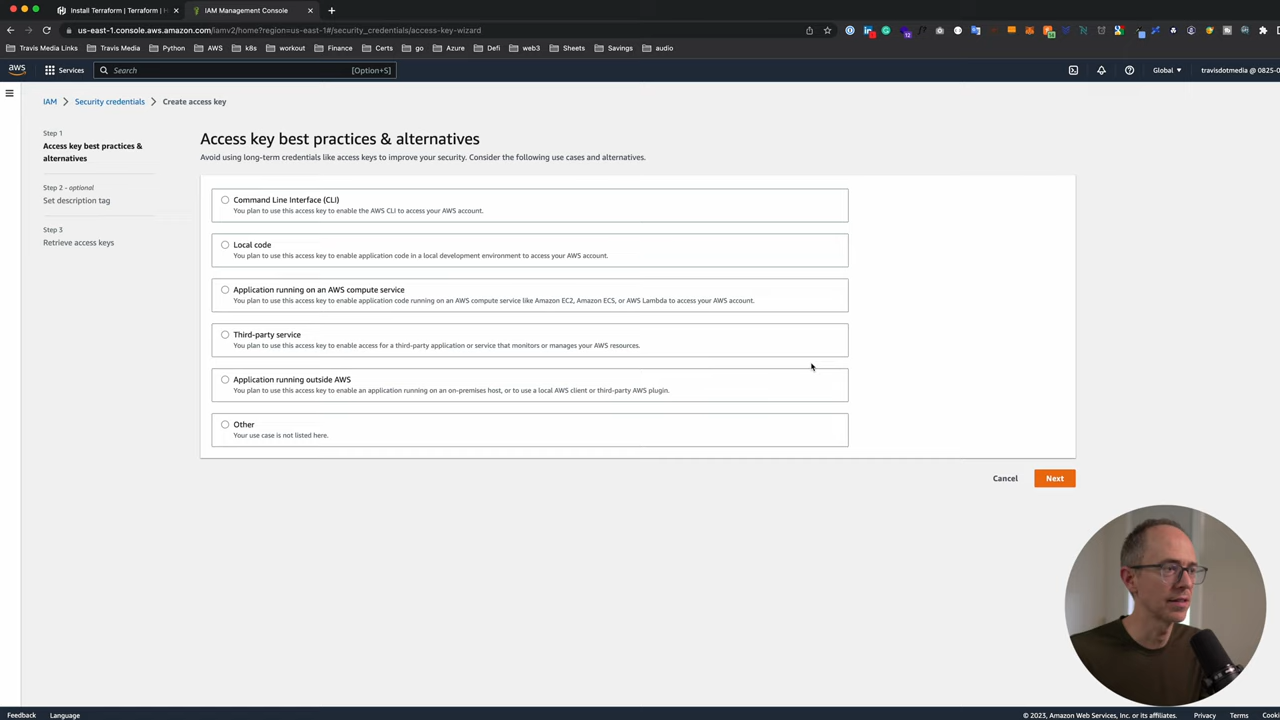 Install Terraform | Terraform | H
IAM Management Console
us-east-1.console.aws.amazon.com/iamv2/home?region=us-east-1#/security_credentials/access-key-wizard
Travis Media Links
Travis Media
Python
AWS
k8s
workout
Finance
Certs
go
Azure
Defi
web3
Sheets
Savings
audio
aws
Services
Search
[Option+S]
Global
travisdotmedia @ 0825-0
IAM
Security credentials
Create access key
Step 1
Access key best practices &
alternatives
Step 2 - optional
Set description tag
Step 3
Retrieve access keys
Access key best practices & alternatives
Avoid using long-term credentials like access keys to improve your security. Consider the following use cases and alternatives.
Command Line Interface (CLI)
You plan to use this access key to enable the AWS CLI to access your AWS account.
Local code
You plan to use this access key to enable application code in a local development environment to access your AWS account.
Application running on an AWS compute service
You plan to use this access key to enable application code running on an AWS compute service like Amazon EC2, Amazon ECS, or AWS Lambda to access your AWS account.
Third-party service
You plan to use this access key to enable access for a third-party application or service that monitors or manages your AWS resources.
Application running outside AWS
You plan to use this access key to enable an application running on an on-premises host, or to use a local AWS client or third-party AWS plugin.
Other
Your use case is not listed here.
Cancel
Next
Feedback
Language
© 2023, Amazon Web Services, Inc. or its affiliates.
Privacy
Terms
Cooki